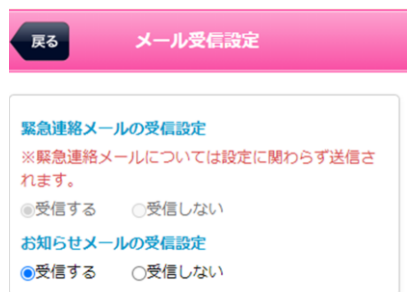 戻る
メール受信設定
緊急連絡メールの受信設定
※緊急連絡メールについては設定に関わらず送信さ
れます。
受信する 受信しない
お知らせメールの受信設定
受信する 受信しない